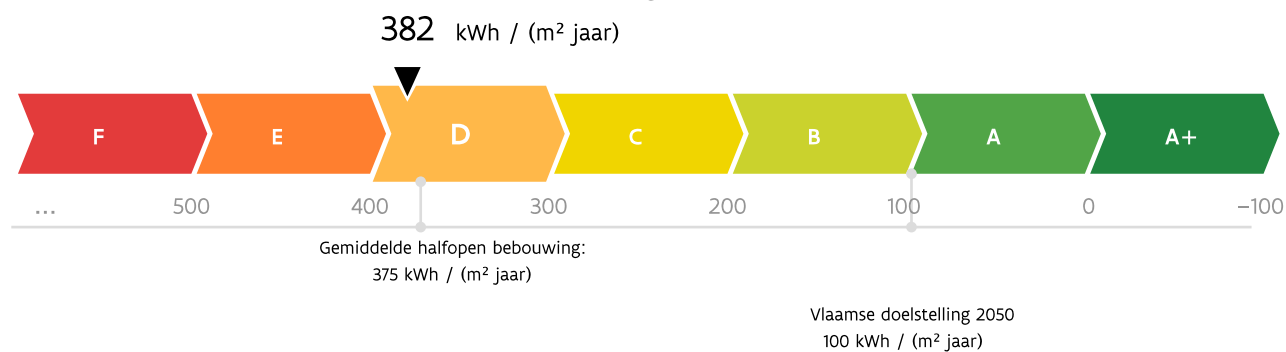 382 kWh / (m² jaar)
F E D C B A A+
... 500 400 300 200 100 0 −100
Gemiddelde halfopen bebouwing:
375 kWh / (m² jaar)
Vlaamse doelstelling 2050
100 kWh / (m² jaar)